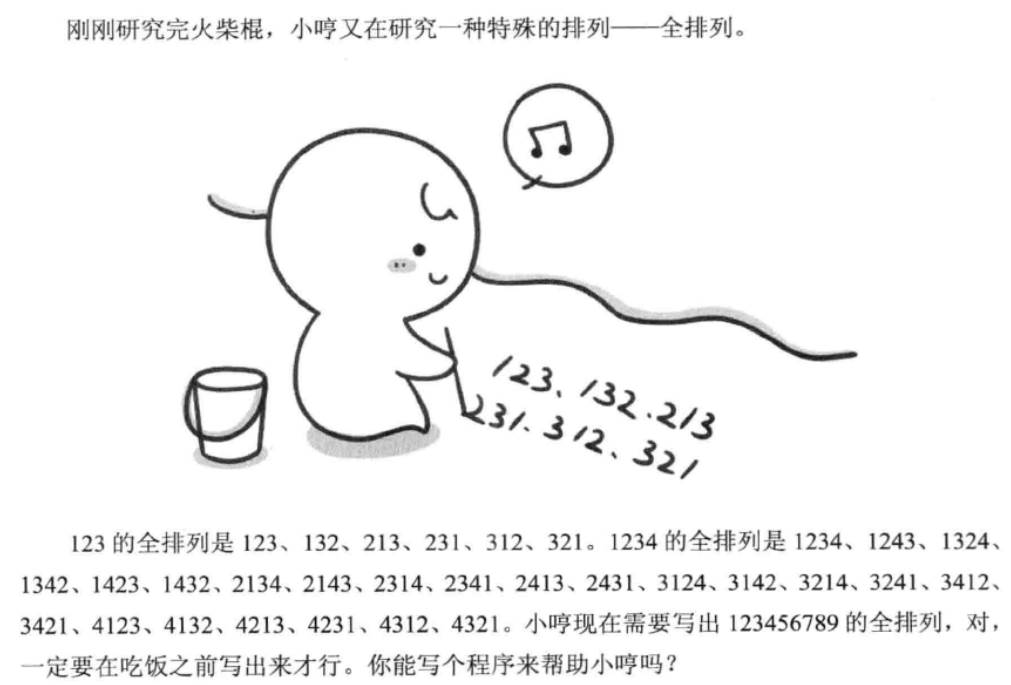 刚刚研究完火柴棍，小哼又在研究一种特殊的排列——全排列。
123、132.213
231.312、321
123 的全排列是 123、132、213、231、312、321。1234 的全排列是 1234、1243、1324、
1342、1423、1432、2134、2143、2314、2341、2413、2431、3124、3142、3214、3241、3412、
3421、4123、4132、4213、4231、4312、4321。小哼现在需要写出 123456789 的全排列，对，
一定要在吃饭之前写出来才行。你能写个程序来帮助小哼吗？